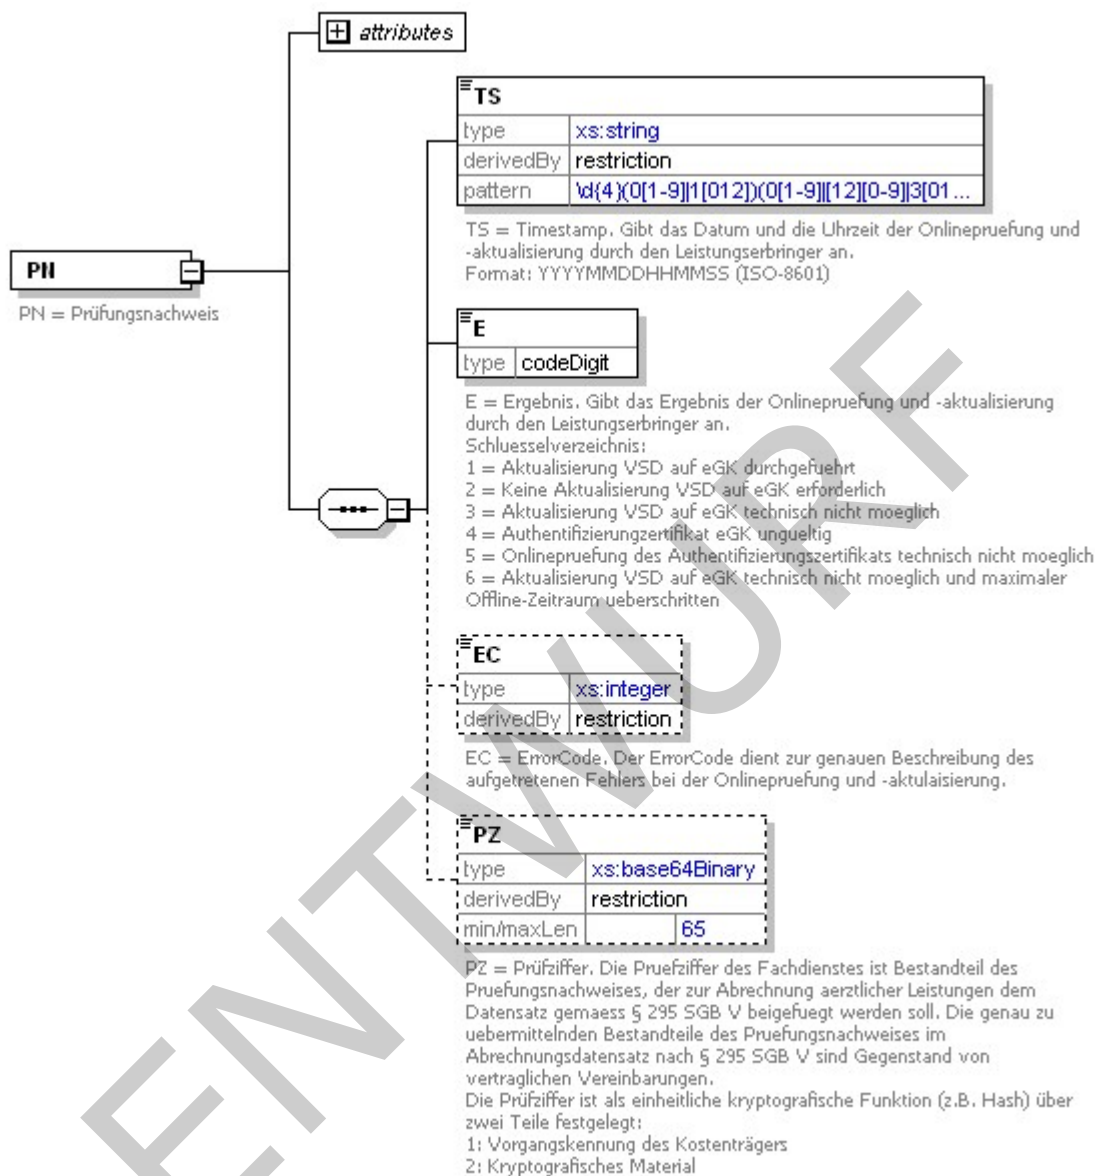 attributes
TS
type xs:string
derivedBy restriction
pattern \d{4}(0[1-9]|1[012])(0[1-9]|[12][0-9]|3[01...
TS = Timestamp. Gibt das Datum und die Uhrzeit der Onlinepruefung und
-aktualisierung durch den Leistungserbringer an.
Format: YYYYMMDDHHMMSS (ISO-8601)
PN
PN = Prüfungsnachweis
E
type codeDigit
E = Ergebnis. Gibt das Ergebnis der Onlinepruefung und -aktualisierung
durch den Leistungserbringer an.
Schluesselverzeichnis:
1 = Aktualisierung VSD auf eGK durchgefuehrt
2 = Keine Aktualisierung VSD auf eGK erforderlich
3 = Aktualisierung VSD auf eGK technisch nicht moeglich
4 = Authentifizierungzertifikat eGK ungueltig
5 = Onlinepruefung des Authentifizierungszertifikats technisch nicht moeglich
6 = Aktualisierung VSD auf eGK technisch nicht moeglich und maximaler
Offline-Zeitraum ueberschritten
EC
type xs:integer
derivedBy restriction
EC = ErrorCode. Der ErrorCode dient zur genauen Beschreibung des
aufgetretenen Fehlers bei der Onlinepruefung und -aktulaisierung.
PZ
type xs:base64Binary
derivedBy restriction
min/maxLen 65
PZ = Prüfziffer. Die Pruefziffer des Fachdienstes ist Bestandteil des
Pruefungsnachweises, der zur Abrechnung aerztlicher Leistungen dem
Datensatz gemaess § 295 SGB V beigefuegt werden soll. Die genau zu
uebermittelnden Bestandteile des Pruefungsnachweises im
Abrechnungsdatensatz nach § 295 SGB V sind Gegenstand von
vertraglichen Vereinbarungen.
Die Prüfziffer ist als einheitliche kryptografische Funktion (z.B. Hash) über
zwei Teile festgelegt:
1: Vorgangskennung des Kostenträgers
2: Kryptografisches Material
ENTWURF